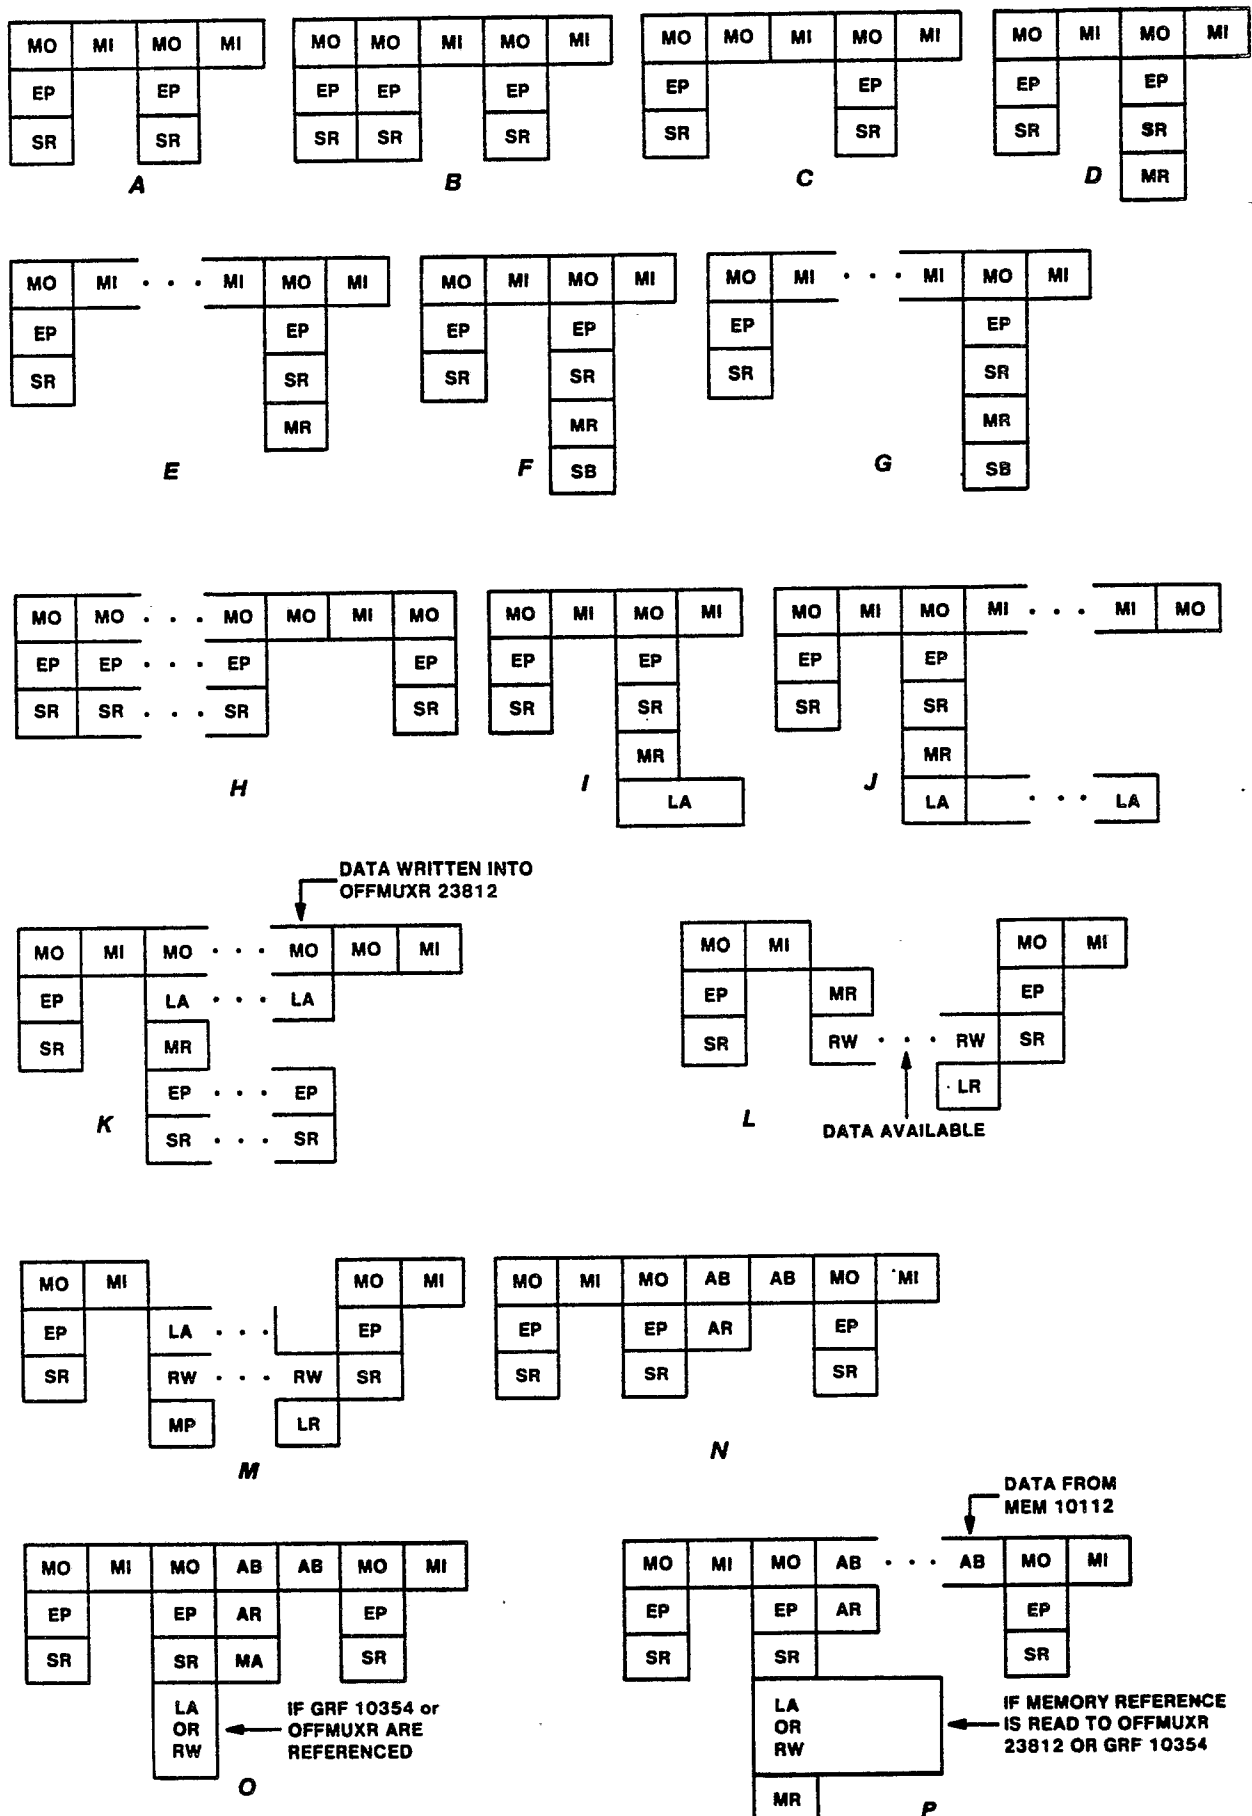 MO MI MO MI
EP EP
SR SR
A
MO MO MI MO MI
EP EP EP
SR SR SR
B
MO MO MI MO MI
EP EP
SR SR
C
MO MI MO MI
EP EP
SR SR
MR
D
MO MI . . . MI MO MI
EP EP
SR SR
MR
E
MO MI MO MI
EP EP
SR SR
MR
SB
F
MO MI . . . MI MO MI
EP EP
SR SR
MR
SB
G
MO MO . . . MO MO MI MO
EP EP . . . EP EP
SR SR . . . SR SR
H
MO MI MO MI
EP EP
SR SR
MR
LA
I
MO MI MO MI . . . MI MO
EP EP
SR SR
MR
LA . . . LA
J
DATA WRITTEN INTO
OFFMUXR 23812
MO MI MO . . . MO MO MI
EP LA . . . LA
SR MR
EP . . . EP
SR . . . SR
K
MO MI MO MI
EP MR EP
SR RW . . . RW SR
LR
L
DATA AVAILABLE
MO MI MO MI
EP LA . . . EP
SR RW . . . RW SR
MP LR
M
MO MI MO AB AB MO MI
EP EP AR EP
SR SR SR
N
MO MI MO AB AB MO MI
EP EP AR EP
SR SR MA SR
LA
OR
RW
IF GRF 10354 or
OFFMUXR ARE
REFERENCED
O
DATA FROM
MEM 10112
MO MI MO AB . . . AB MO MI
EP EP AR EP
SR SR SR
LA
OR
RW
IF MEMORY REFERENCE
IS READ TO OFFMUXR
23812 OR GRF 10354
MR
P